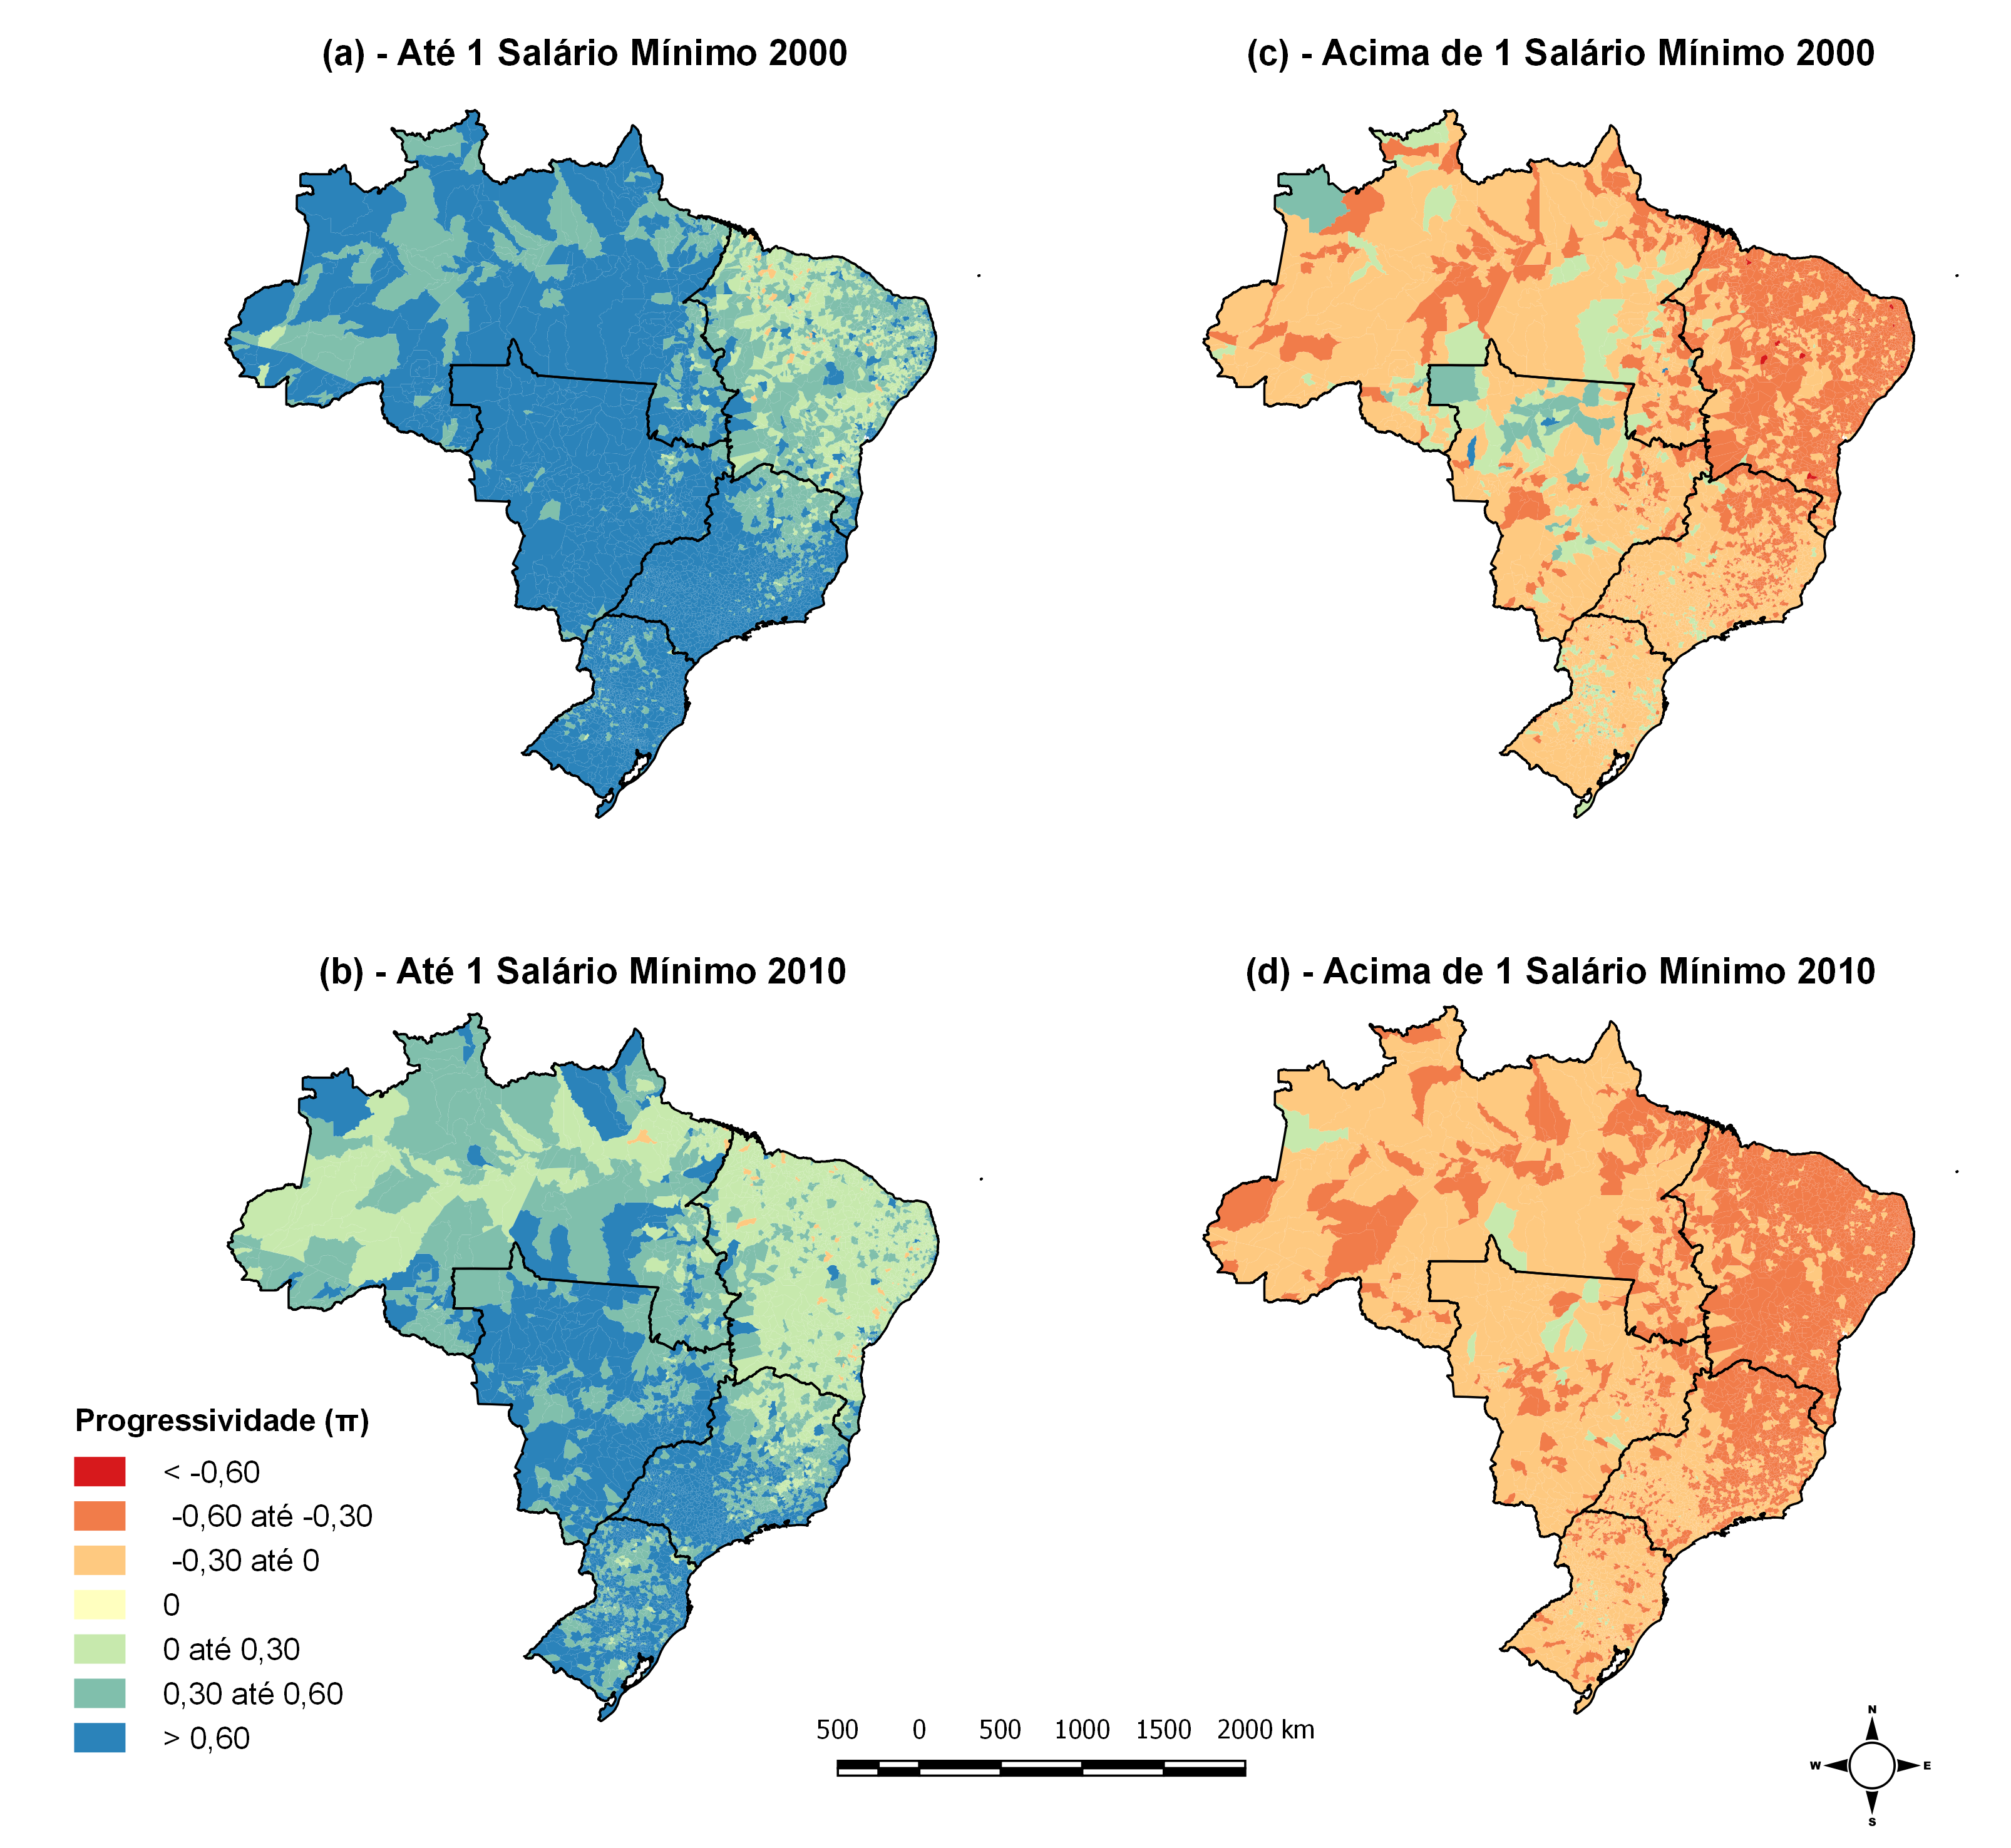 (a) - Até 1 Salário Mínimo 2000
(c) - Acima de 1 Salário Mínimo 2000
(b) - Até 1 Salário Mínimo 2010
(d) - Acima de 1 Salário Mínimo 2010
Progressividade (π)
< -0,60
-0,60 até -0,30
-0,30 até 0
0
0 até 0,30
0,30 até 0,60
> 0,60
500 0 500 1000 1500 2000 km
N
W E
S